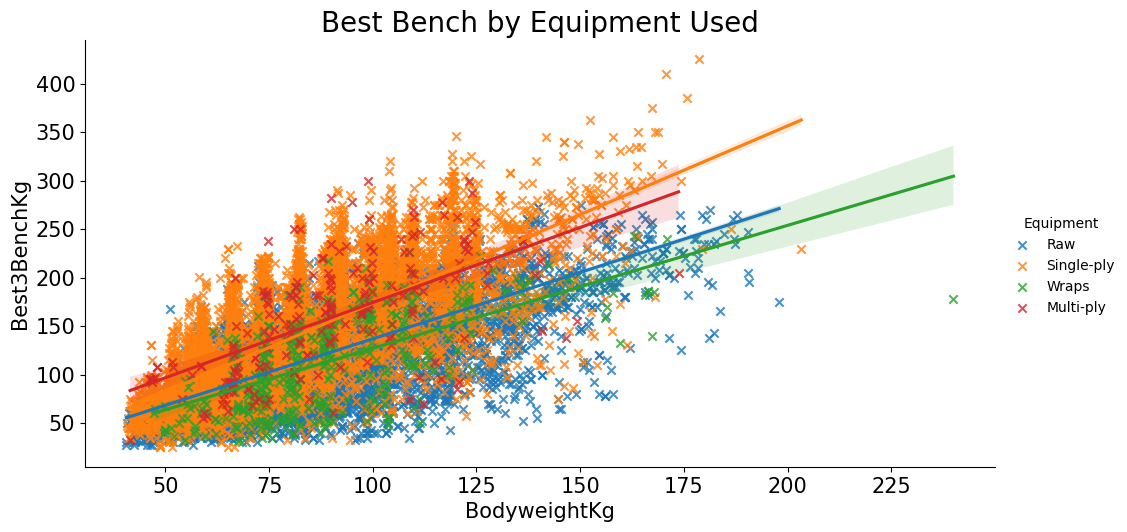 Best Bench by Equipment Used
Best3BenchKg
400
350
300
250
200
150
100
50
50 75 100 125 150 175 200 225
BodyweightKg
Equipment
Raw
Single-ply
Wraps
Multi-ply